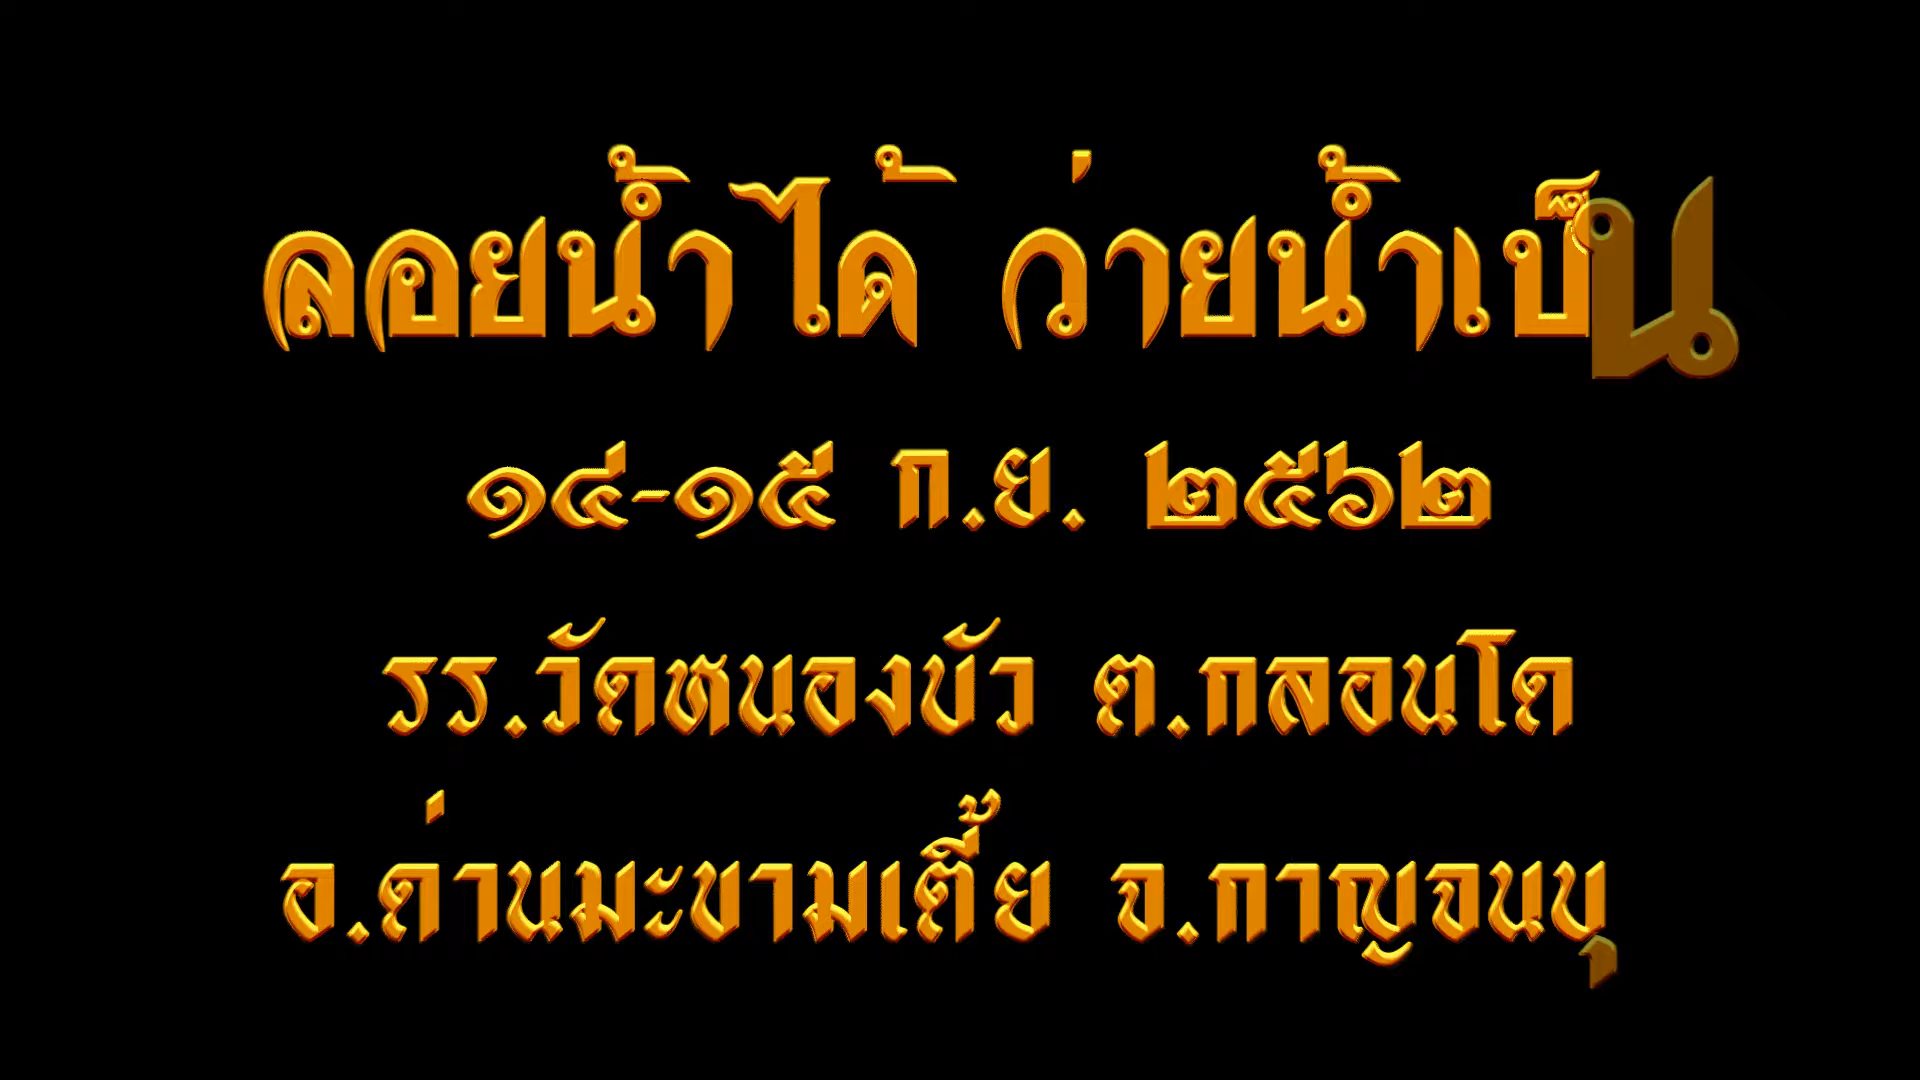 ลอยน้ำได้ ว่ายน้ำเป็น
๑๔-๑๕ ก.ย. ๒๕๖๒
รร.วัดหนองบัว ต.กลอนโด
อ.ด่านมะขามเตี้ย จ.กาญจนบุ